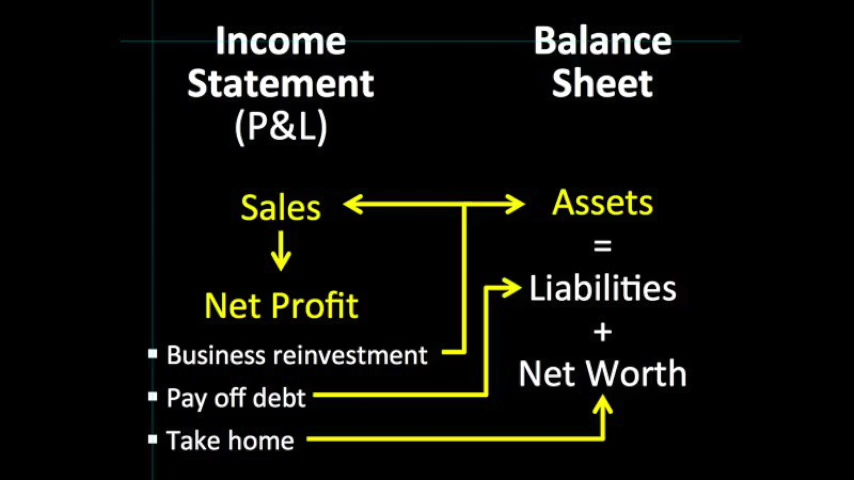 Income
Statement
(P&L)
Sales
Net Profit
▪ Business reinvestment
▪ Pay off debt
▪ Take home
Balance
Sheet
Assets
=
Liabilities
+
Net Worth